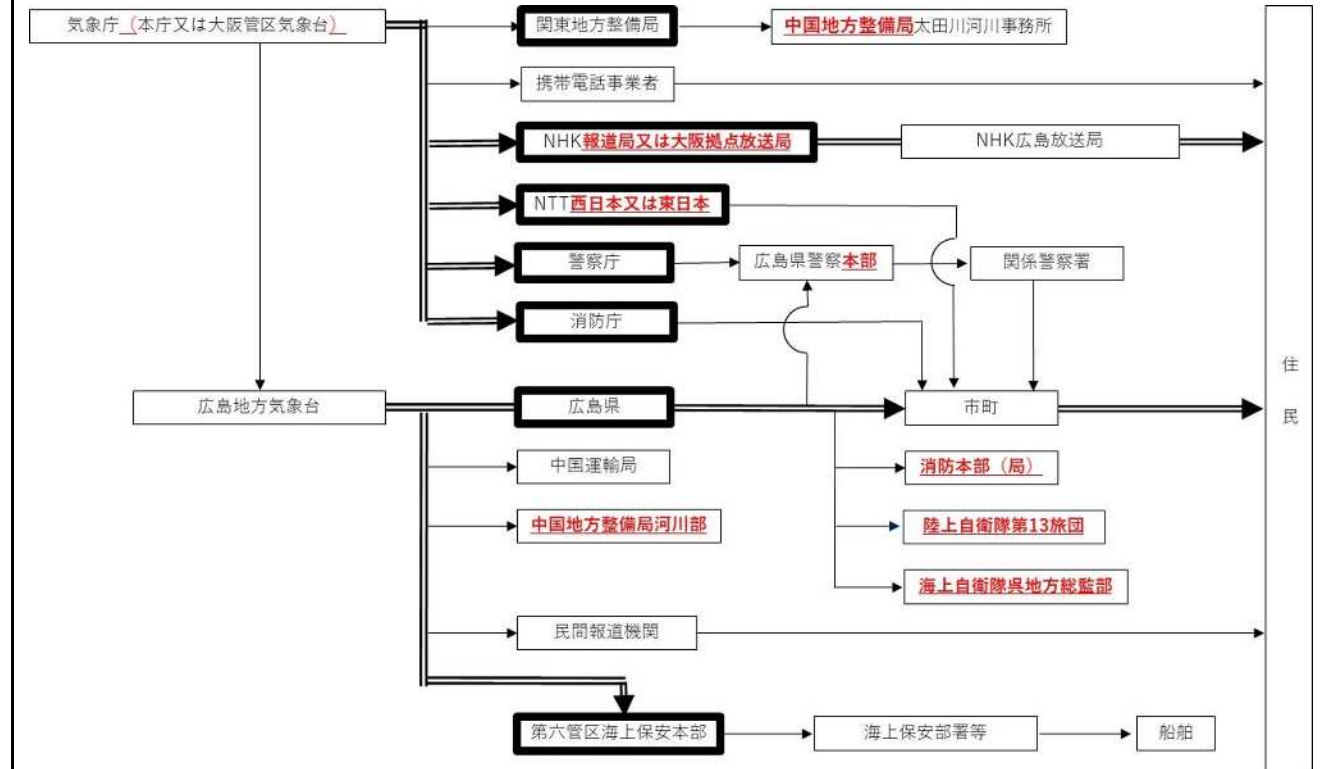 気象庁（本庁又は大阪管区気象台）
関東地方整備局
中国地方整備局太田川河川事務所
携帯電話事業者
NHK報道局又は大阪拠点放送局
NHK広島放送局
NTT西日本又は東日本
警察庁
広島県警察本部
関係警察署
消防庁
住民
広島地方気象台
広島県
市町
中国運輸局
消防本部（局）
中国地方整備局河川部
陸上自衛隊第13旅団
海上自衛隊呉地方総監部
民間報道機関
第六管区海上保安本部
海上保安部署等
船舶